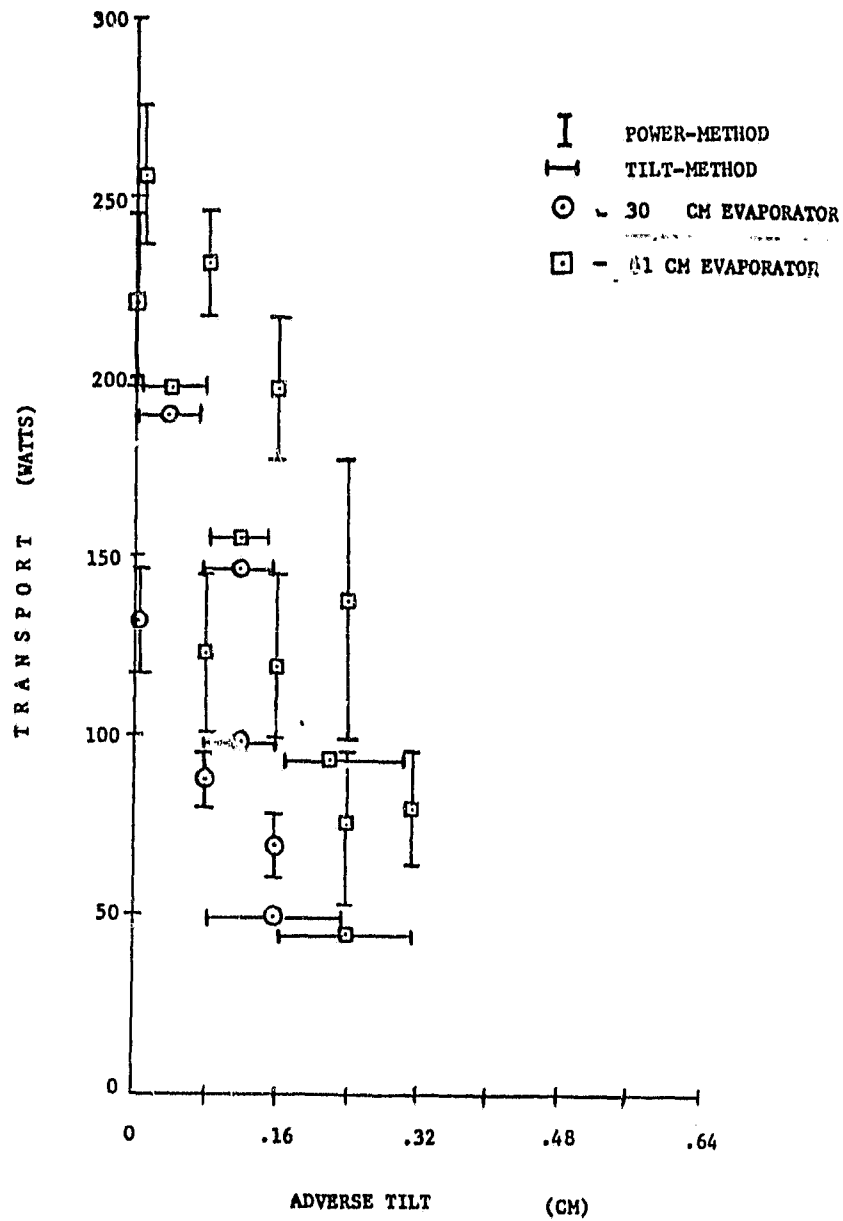 300
250
200
150
100
50
0
TRANSPORT (WATTS)
POWER-METHOD
TILT-METHOD
- 30 CM EVAPORATOR
- 1 CM EVAPORATOR
0 .16 .32 .48 .64
ADVERSE TILT (CM)